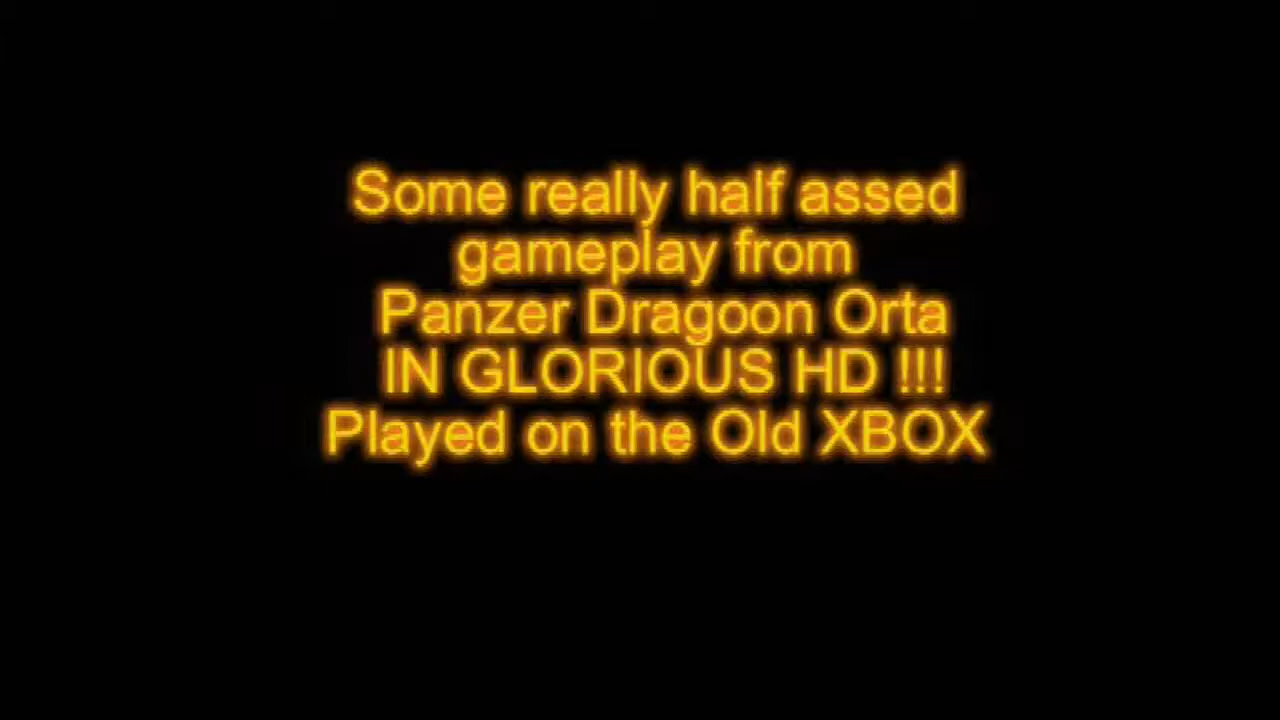 Some really half assed
gameplay from
Panzer Dragoon Orta
IN GLORIOUS HD !!!
Played on the Old XBOX